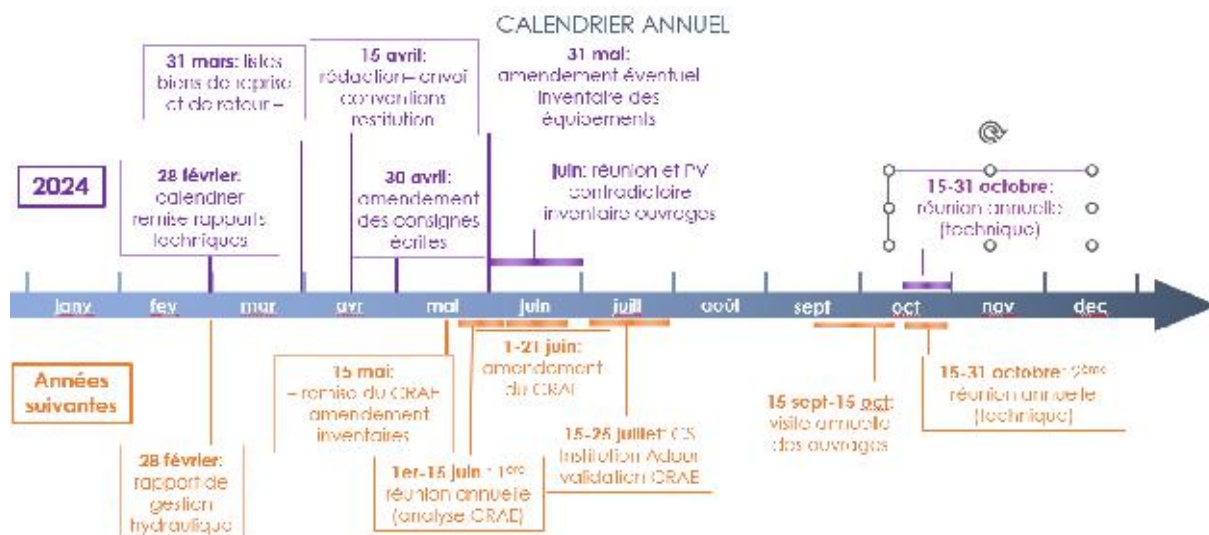 CALENDRIER ANNUEL
31 mars: listes
biens de reprise
et de retour –
15 avril:
rédaction– envoi
conventions
restitution
31 mai:
amendement éventuel
inventaire des
équipements
2024
28 février:
calendrier
remise rapports
techniques
30 avril:
amendement
des consignes
écrites
juin: réunion et PV
contradictoire
inventaire ouvrages
15-31 octobre:
réunion annuelle
(technique)
janv fev mar avr mai juin juill août sept oct nov dec
Années
suivantes
28 février:
rapport de
gestion
hydraulique
15 mai:
– remise du CRAE
amendement
inventaires
1er-15 juin : 1ère
réunion annuelle
(analyse CRAE)
1-21 juin:
amendement
du CRAE
15-25 juillet: CS
Institution Adour
validation CRAE
15 sept-15 oct:
visite annuelle
des ouvrages
15-31 octobre: 2ème
réunion annuelle
(technique)